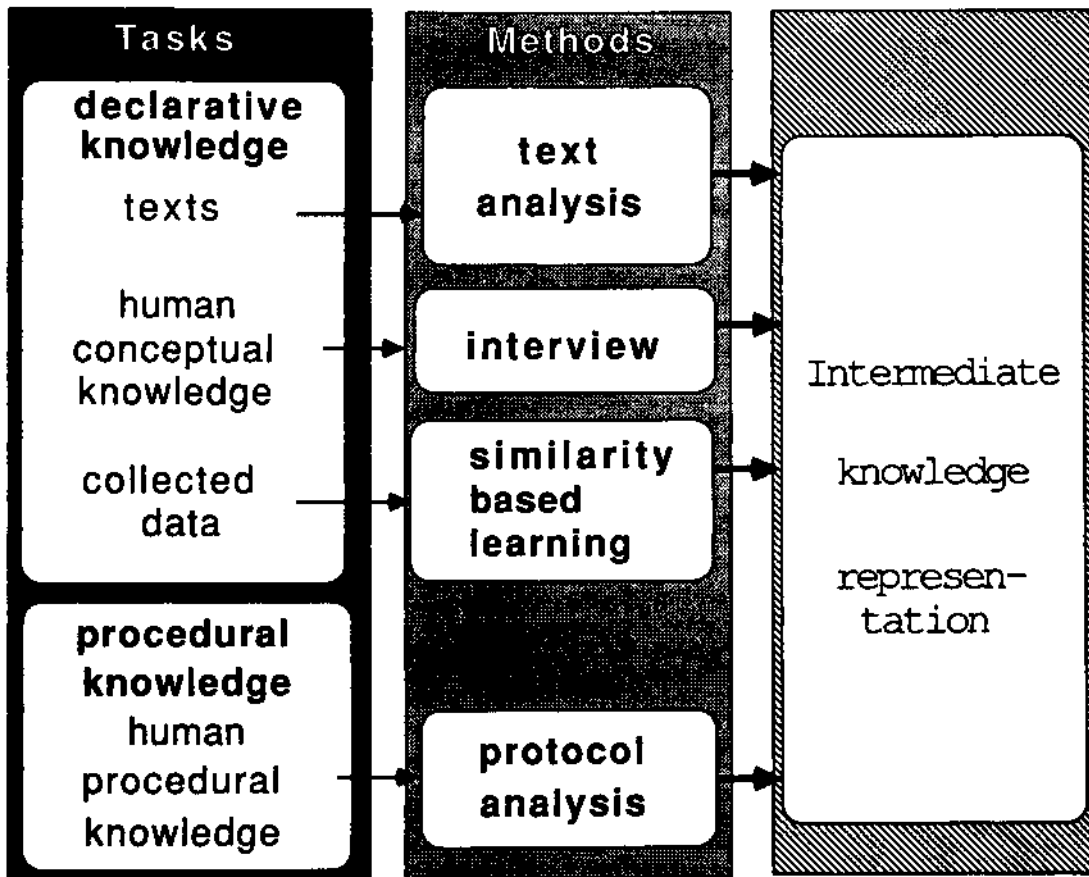 Tasks
declarative
knowledge
texts
human
conceptual
knowledge
collected
data
procedural
knowledge
human
procedural
knowledge
Methods
text
analysis
interview
similarity
based
learning
protocol
analysis
Intermediate
knowledge
represen-
tation